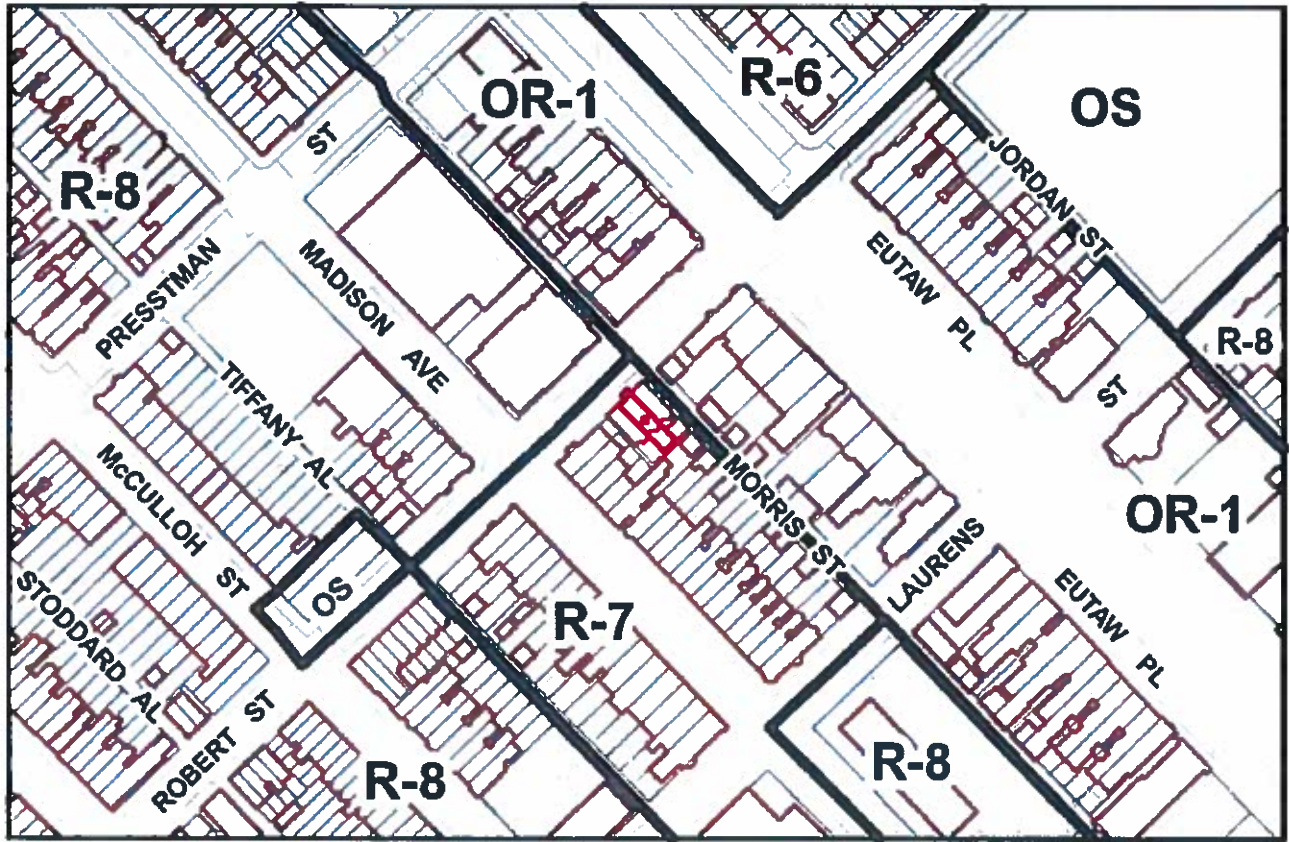 R-6
OR-1
OS
ST
R-8
JORDAN ST
EUTAW PL
PRESSTMAN
MADISON AVE
R-8
TIFFANY AL
ST
McCULLOH ST
MORRIS ST
OR-1
LAURENS
STODDARD AL
OS
R-7
EUTAW PL
ROBERT ST
R-8
R-8